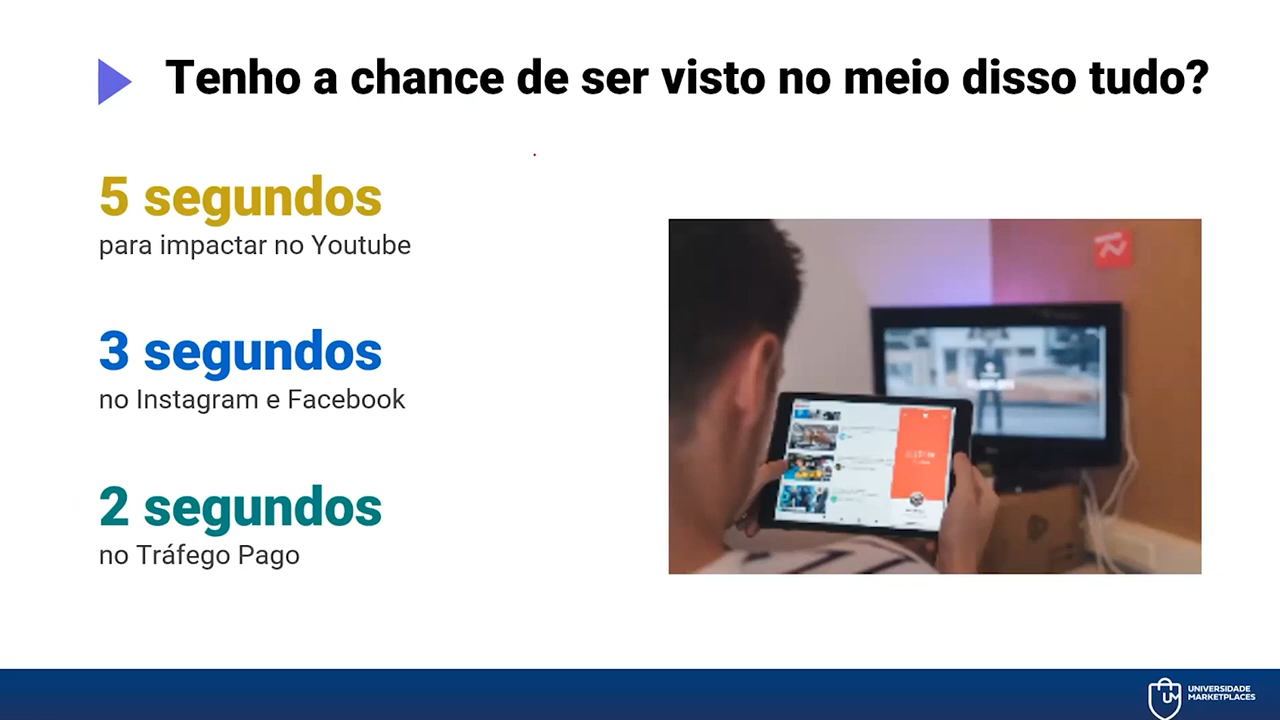 Tenho a chance de ser visto no meio disso tudo?
5 segundos
para impactar no Youtube
3 segundos
no Instagram e Facebook
2 segundos
no Tráfego Pago
UM
UNIVERSIDADE
MARKETPLACES